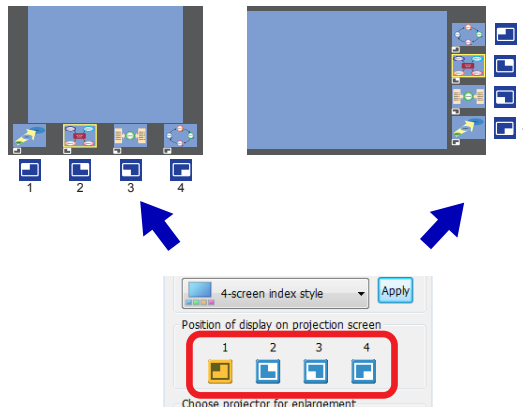 1 2 3 4
4-screen index style
Apply
Position of display on projection screen
1 2 3 4
Choose projector for enlargement